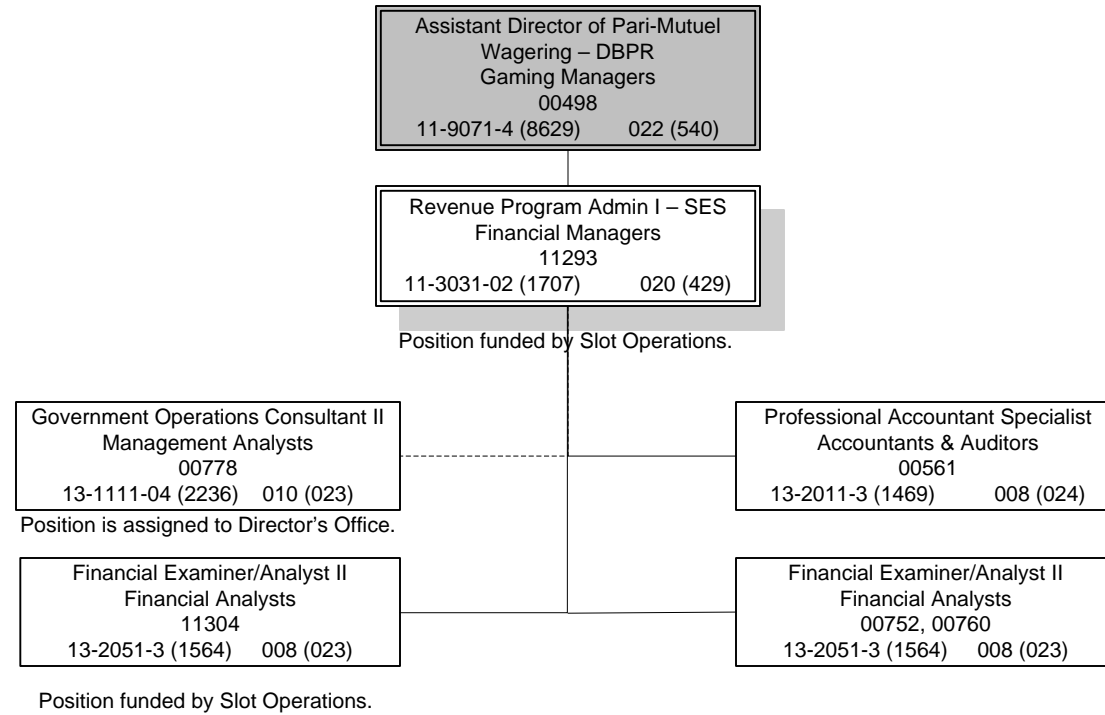 Assistant Director of Pari-Mutuel
Wagering – DBPR
Gaming Managers
00498
11-9071-4 (8629) 022 (540)
Revenue Program Admin I – SES
Financial Managers
11293
11-3031-02 (1707) 020 (429)
Position funded by Slot Operations.
Government Operations Consultant II
Management Analysts
00778
13-1111-04 (2236) 010 (023)
Position is assigned to Director’s Office.
Professional Accountant Specialist
Accountants & Auditors
00561
13-2011-3 (1469) 008 (024)
Financial Examiner/Analyst II
Financial Analysts
11304
13-2051-3 (1564) 008 (023)
Position funded by Slot Operations.
Financial Examiner/Analyst II
Financial Analysts
00752, 00760
13-2051-3 (1564) 008 (023)